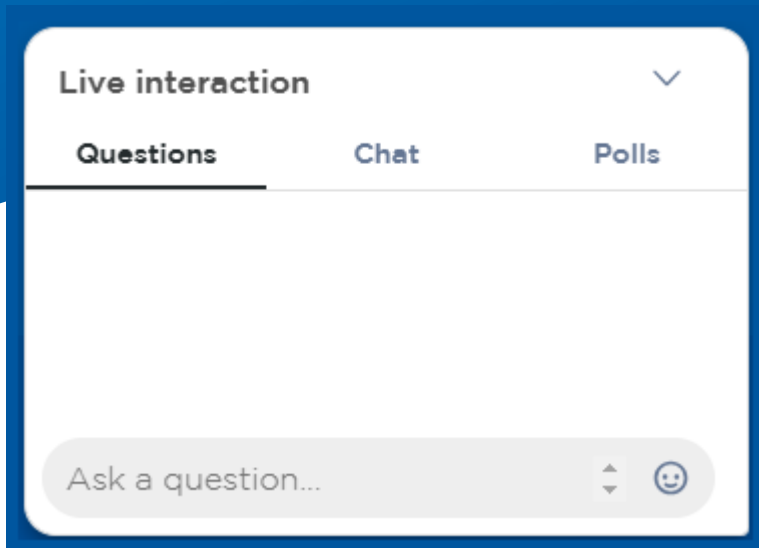 Live interaction
Questions Chat Polls
Ask a question...